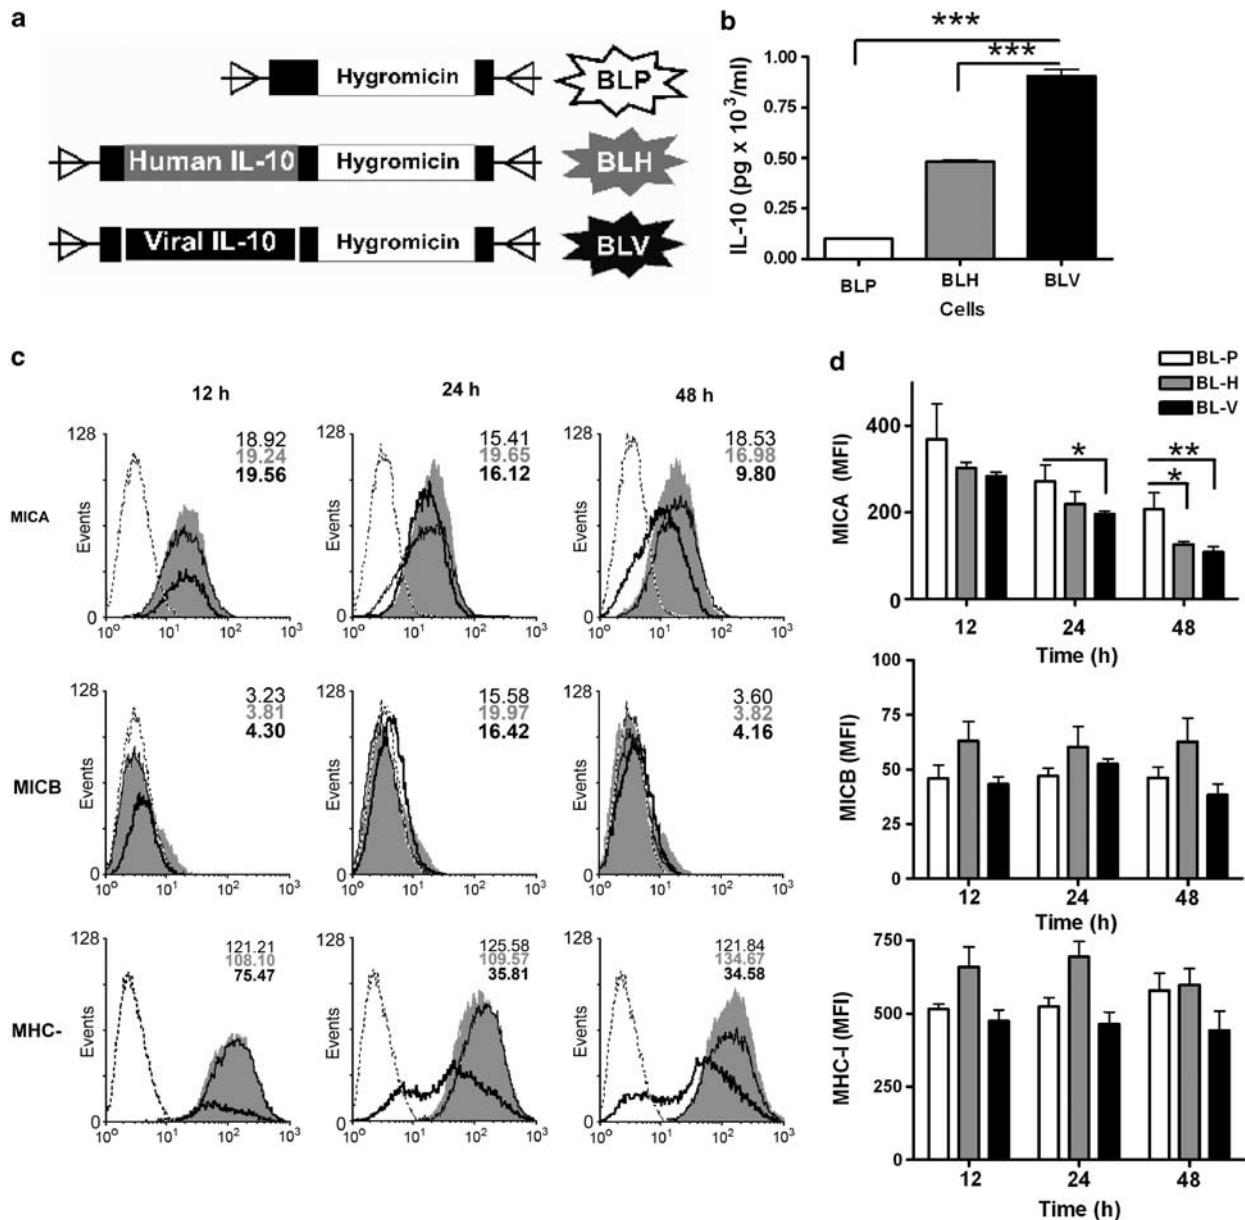 a
Hygromicin
BLP
Human IL-10
Hygromicin
BLH
Viral IL-10
Hygromicin
BLV
b
***
***
1.00
0.75
0.50
0.25
0.00
IL-10 (pg x 10³/ml)
BLP
BLH
BLV
Cells
c
12 h
24 h
48 h
MICA
128
Events
0
10⁰
10¹
10²
10³
18.92
19.24
19.56
128
Events
0
10⁰
10¹
10²
10³
15.41
19.65
16.12
128
Events
0
10⁰
10¹
10²
10³
18.53
16.98
9.80
MICB
128
Events
0
10⁰
10¹
10²
10³
3.23
3.81
4.30
128
Events
0
10⁰
10¹
10²
10³
15.58
19.97
16.42
128
Events
0
10⁰
10¹
10²
10³
3.60
3.82
4.16
MHC-
128
Events
0
10⁰
10¹
10²
10³
121.21
108.10
75.47
128
Events
0
10⁰
10¹
10²
10³
125.58
109.57
35.81
128
Events
0
10⁰
10¹
10²
10³
121.84
134.67
34.58
d
BL-P
BL-H
BL-V
MICA (MFI)
400
200
0
*
**
*
12
24
48
Time (h)
MICB (MFI)
100
75
50
25
0
12
24
48
Time (h)
MHC-I (MFI)
750
500
250
0
12
24
48
Time (h)